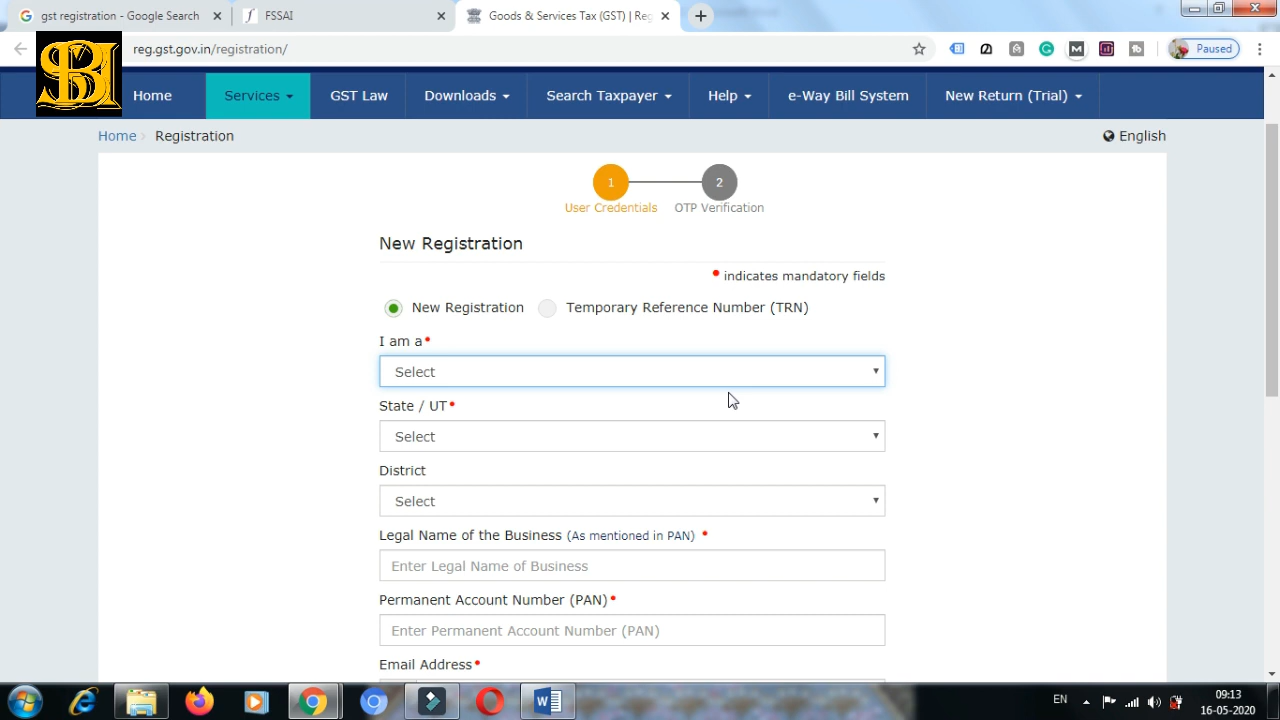 gst registration - Google Search
FSSAI
Goods & Services Tax (GST) | Reg
reg.gst.gov.in/registration/
Paused
SBI
Home
Services
GST Law
Downloads
Search Taxpayer
Help
e-Way Bill System
New Return (Trial)
Home
Registration
English
1
2
User Credentials
OTP Verification
New Registration
• indicates mandatory fields
New Registration
Temporary Reference Number (TRN)
I am a•
Select
State / UT•
Select
District
Select
Legal Name of the Business (As mentioned in PAN) •
Enter Legal Name of Business
Permanent Account Number (PAN)•
Enter Permanent Account Number (PAN)
Email Address•
EN
09:13
16-05-2020